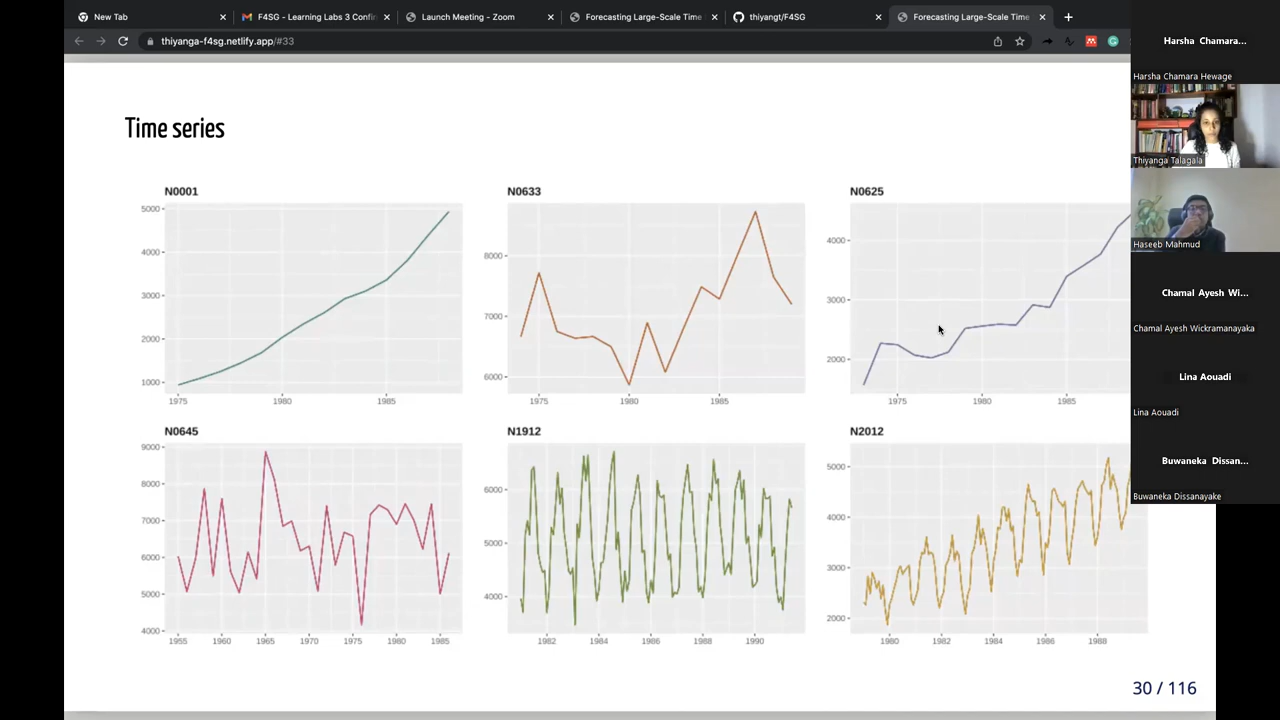 New Tab
F4SG - Learning Labs 3 Confir
Launch Meeting - Zoom
Forecasting Large-Scale Time
thiyangt/F4SG
Forecasting Large-Scale Time
thiyanga-f4sg.netlify.app/#33
Time series
N0001
5000
4000
3000
2000
1000
1975 1980 1985
N0633
8000
7000
6000
1975 1980 1985
N0625
4000
3000
2000
1975 1980 1985
N0645
9000
8000
7000
6000
5000
4000
1955 1960 1965 1970 1975 1980 1985
N1912
6000
5000
4000
1982 1984 1986 1988 1990
N2012
5000
4000
3000
2000
1980 1982 1984 1986 1988
30 / 116
Harsha Chamara...
Harsha Chamara Hewage
Thiyanga Talagala
Haseeb Mahmud
Chamal Ayesh Wi...
Chamal Ayesh Wickramanayaka
Lina Aouadi
Lina Aouadi
Buwaneka Dissan...
Buwaneka Dissanayake